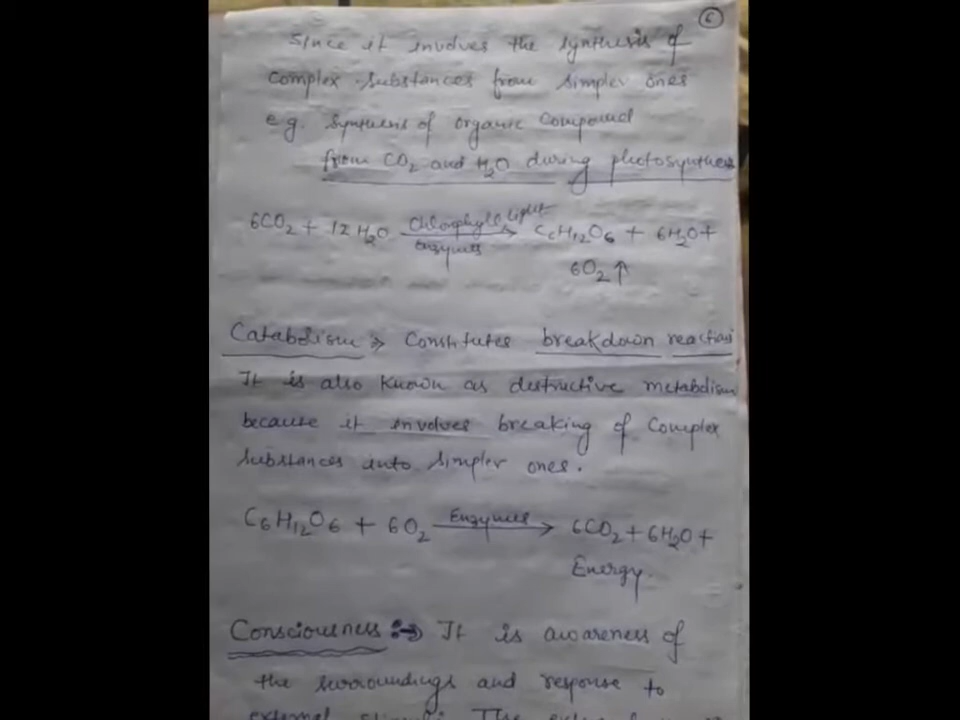 6
Since it involves the synthesis of
Complex substances from simpler ones
e.g. Synthesis of organic Compound
from CO2 and H2O during photosynthesis
6CO2 + 12H2O Chlorophyll light Enzymes → C6H12O6 + 6H2O +
6O2 ↑
Catabolism ⇒ Constitutes breakdown reactions
It is also known as destructive metabolism
because it involves breaking of Complex
Substances into simpler ones.
C6H12O6 + 6O2 Enzymes → 6CO2 + 6H2O +
Energy.
Consciousness :→ It is awareness of
the surroundings and response to
external